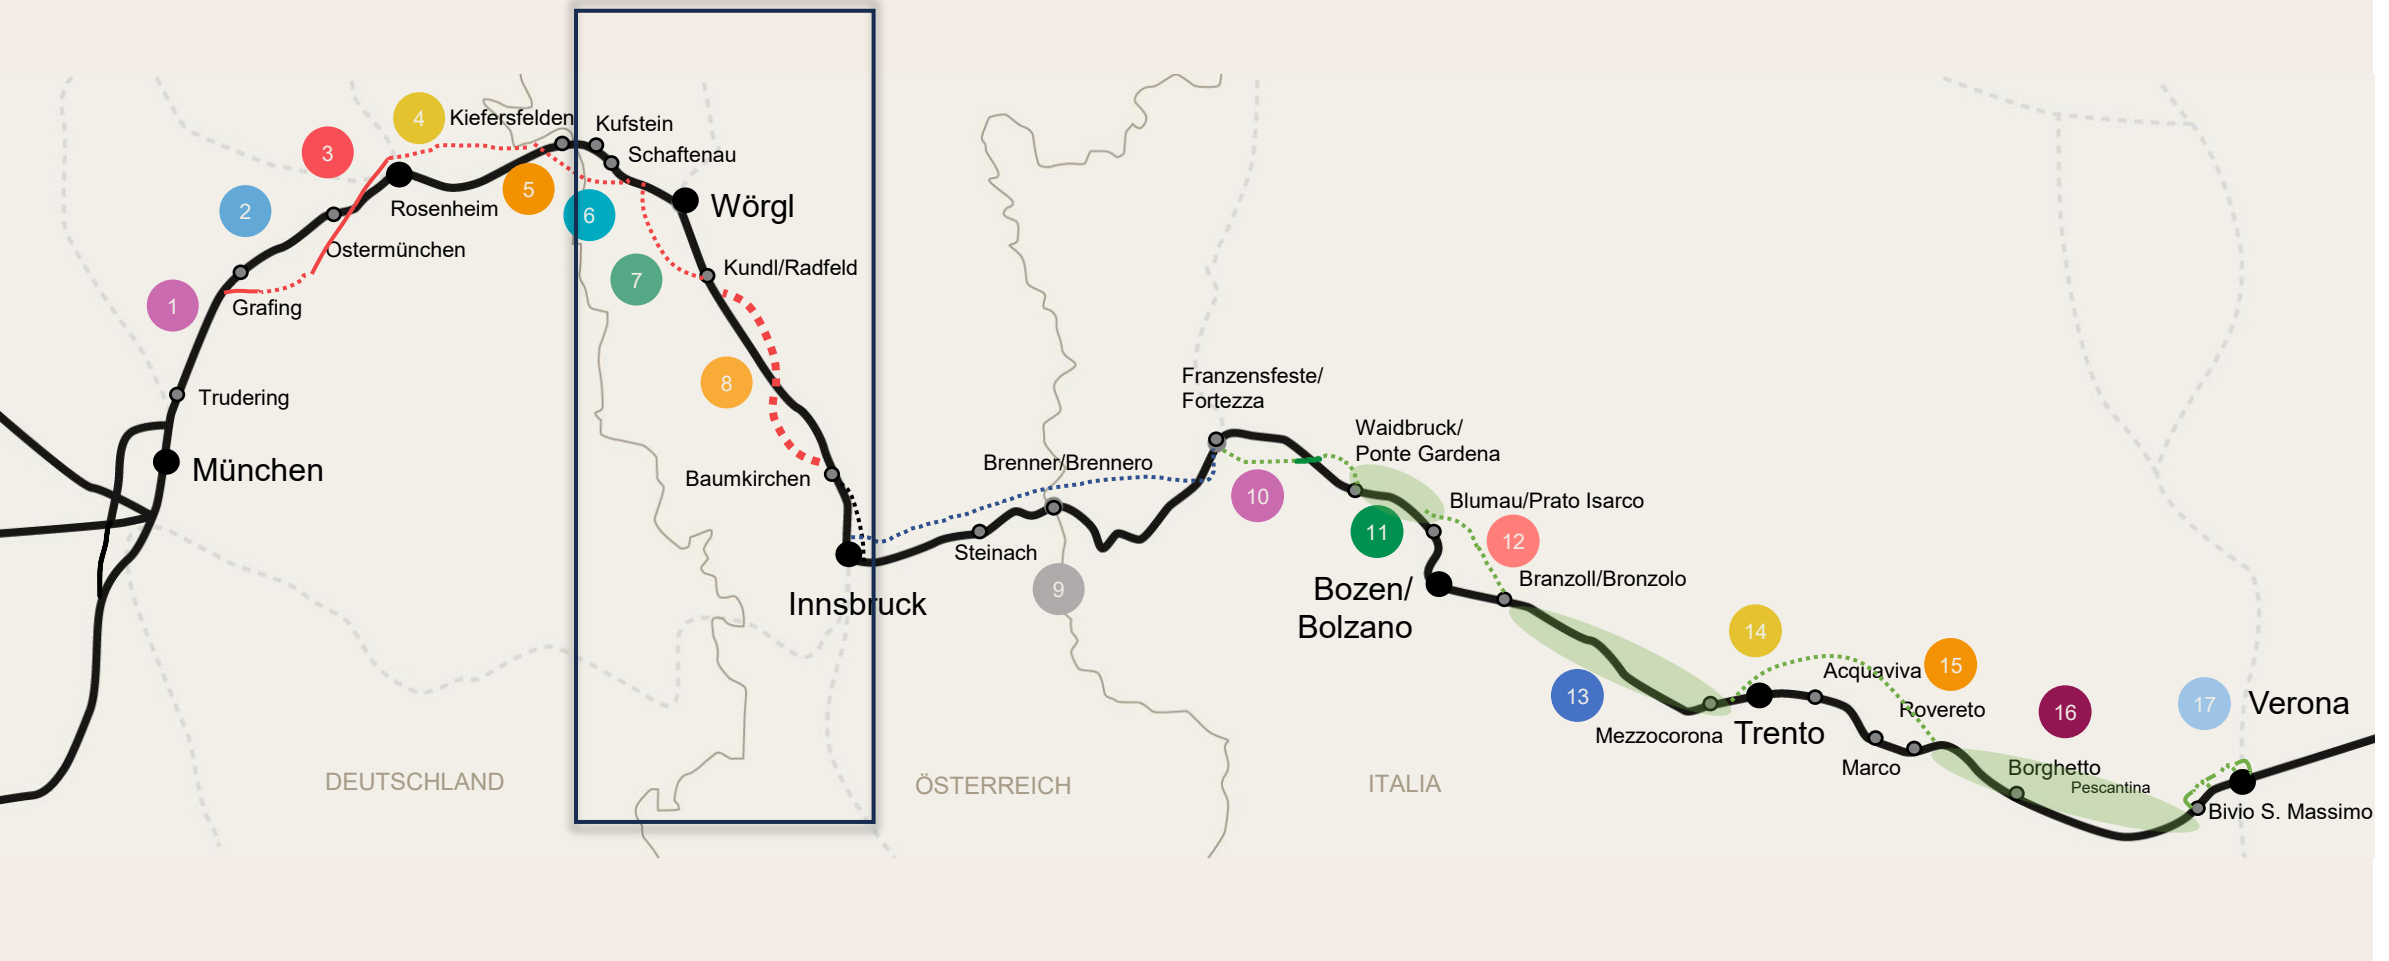 4
Kiefersfelden
Kufstein
3
Schaftenau
5
2
Rosenheim
6
Wörgl
Ostermünchen
7
Kundl/Radfeld
1
Grafing
8
Trudering
Franzensfeste/
Fortezza
München
Baumkirchen
Brenner/Brennero
Waidbruck/
Ponte Gardena
10
Blumau/Prato Isarco
11
12
Steinach
Innsbruck
9
Bozen/
Bolzano
Branzoll/Bronzolo
14
13
Acquaviva
15
Mezzocorona
Trento
Rovereto
16
17
Verona
Marco
Borghetto
Pescantina
Bivio S. Massimo
DEUTSCHLAND
ÖSTERREICH
ITALIA